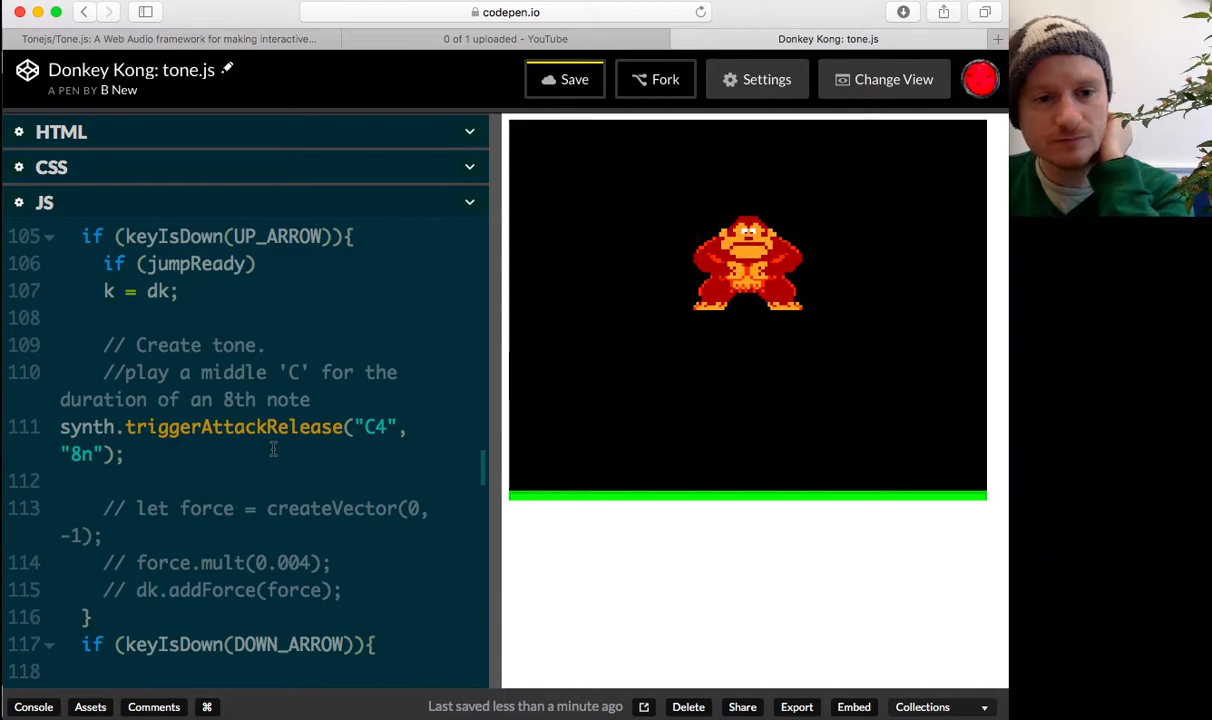 codepen.io
Tonejs/Tone.js: A Web Audio framework for making interactive...
0 of 1 uploaded - YouTube
Donkey Kong: tone.js
Donkey Kong: tone.js
A PEN BY B New
Save
Fork
Settings
Change View
HTML
CSS
JS
105 if (keyIsDown(UP_ARROW)){
106 if (jumpReady)
107 k = dk;
108
109 // Create tone.
110 //play a middle 'C' for the
duration of an 8th note
111 synth.triggerAttackRelease("C4",
"8n");
112
113 // let force = createVector(0,
-1);
114 // force.mult(0.004);
115 // dk.addForce(force);
116 }
117 if (keyIsDown(DOWN_ARROW)){
118
Console
Assets
Comments
⌘
Last saved less than a minute ago
Delete
Share
Export
Embed
Collections